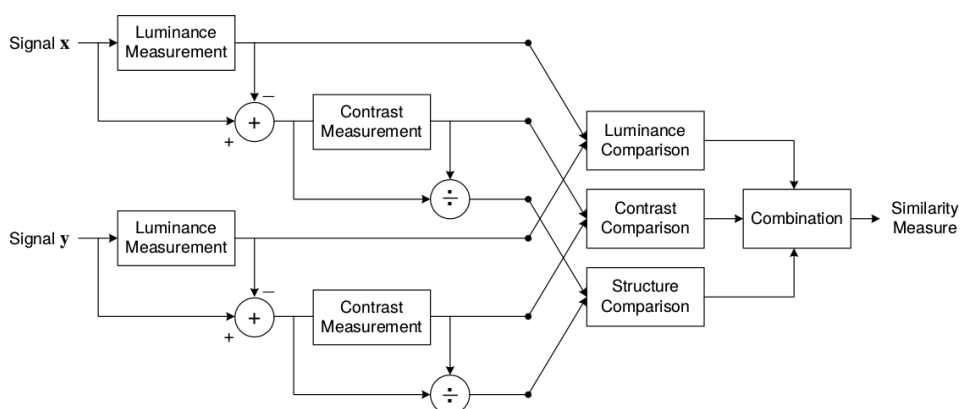 Signal x
Luminance
Measurement
−
+
+
Contrast
Measurement
÷
Signal y
Luminance
Measurement
−
+
+
Contrast
Measurement
÷
Luminance
Comparison
Contrast
Comparison
Structure
Comparison
Combination
Similarity
Measure